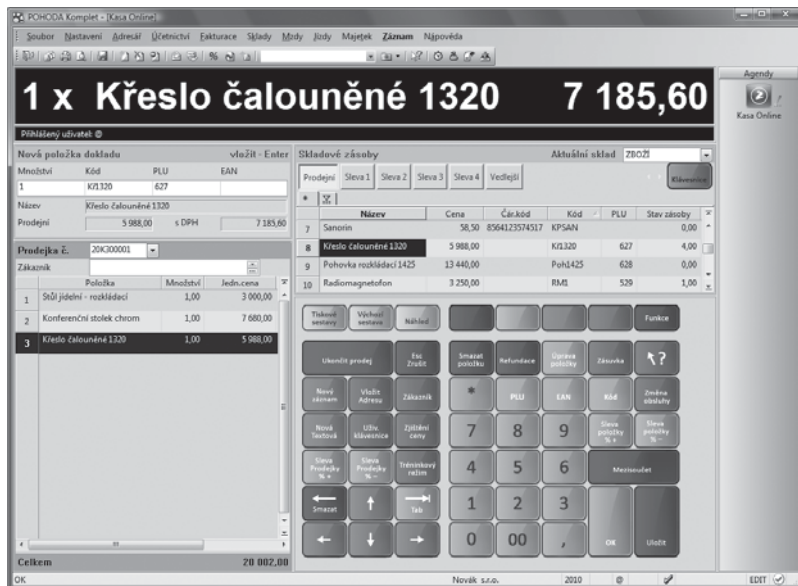 POHODA Komplet - [Kasa Online]
Soubor Nastavení Adresář Účetnictví Fakturace Sklady Mzdy Jízdy Majetek Záznam Nápověda
1 x Křeslo čalouněné 1320 7 185,60
Přihlášený uživatel: @
Agendy
Kasa Online
Nová položka dokladu vložit - Enter
Množství Kód PLU EAN
1 Kř1320 627
Název Křeslo čalouněné 1320
Prodejní 5 988,00 s DPH 7 185,60
Prodejka č. 20K300001
Zákazník
Položka Množství Jedn.cena
1 Stůl jídelní - rozkládací 1,00 3 000,00
2 Konferenční stolek chrom 1,00 7 680,00
3 Křeslo čalouněné 1320 1,00 5 988,00
Celkem 20 002,00
Skladové zásoby Aktuální sklad ZBOŽÍ
Prodejní Sleva 1 Sleva 2 Sleva 3 Sleva 4 Vedlejší Klávesnice
Název Cena Čár.kód Kód PLU Stav zásoby
7 Sanorin 58,50 8564123574517 KPSAN 0,00
8 Křeslo čalouněné 1320 5 988,00 Kř1320 627 4,00
9 Pohovka rozkládací 1425 13 440,00 Poh1425 628 0,00
10 Radiomagnetofon 3 250,00 RM1 529 1,00
Tiskové sestavy Výchozí sestava Náhled Funkce
Ukončit prodej Esc Zrušit Smazat položku Refundace Úprava položky Zásuvka ?
Nový záznam Vložit Adresu Zákazník * PLU EAN Kód Změna obsluhy
Nová Textová Uživ. klávesnice Zjištění ceny 7 8 9 Sleva položky % + Sleva položky % -
Sleva Prodejky % + Sleva Prodejky % - Tréninkový režim 4 5 6 Mezisoučet
Smazat Tab 1 2 3
0 00 , OK Uložit
OK Novák s.r.o. 2010 @ EDIT